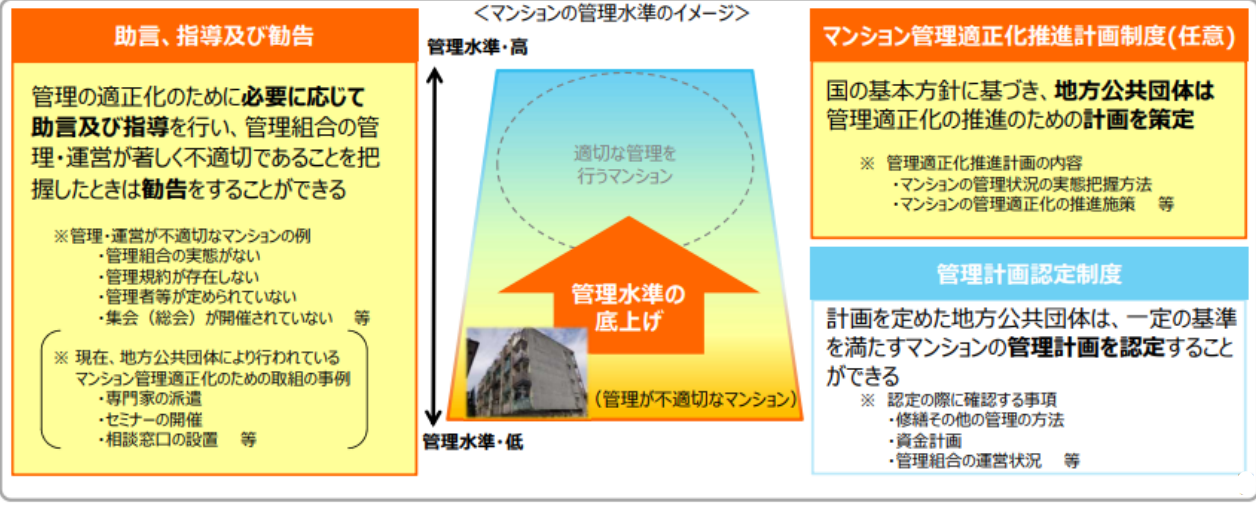 助言、指導及び勧告
管理の適正化のために必要に応じて
助言及び指導を行い、管理組合の管
理・運営が著しく不適切であることを把
握したときは勧告をすることができる
※管理・運営が不適切なマンションの例
・管理組合の実態がない
・管理規約が存在しない
・管理者等が定められていない
・集会（総会）が開催されていない　等
※ 現在、地方公共団体により行われている
マンション管理適正化のための取組の事例
・専門家の派遣
・セミナーの開催
・相談窓口の設置　等
＜マンションの管理水準のイメージ＞
管理水準・高
適切な管理を
行うマンション
管理水準の
底上げ
（管理が不適切なマンション）
管理水準・低
マンション管理適正化推進計画制度(任意)
国の基本方針に基づき、地方公共団体は
管理適正化の推進のための計画を策定
※ 管理適正化推進計画の内容
・マンションの管理状況の実態把握方法
・マンションの管理適正化の推進施策　等
管理計画認定制度
計画を定めた地方公共団体は、一定の基準
を満たすマンションの管理計画を認定すること
ができる
※ 認定の際に確認する事項
・修繕その他の管理の方法
・資金計画
・管理組合の運営状況　等